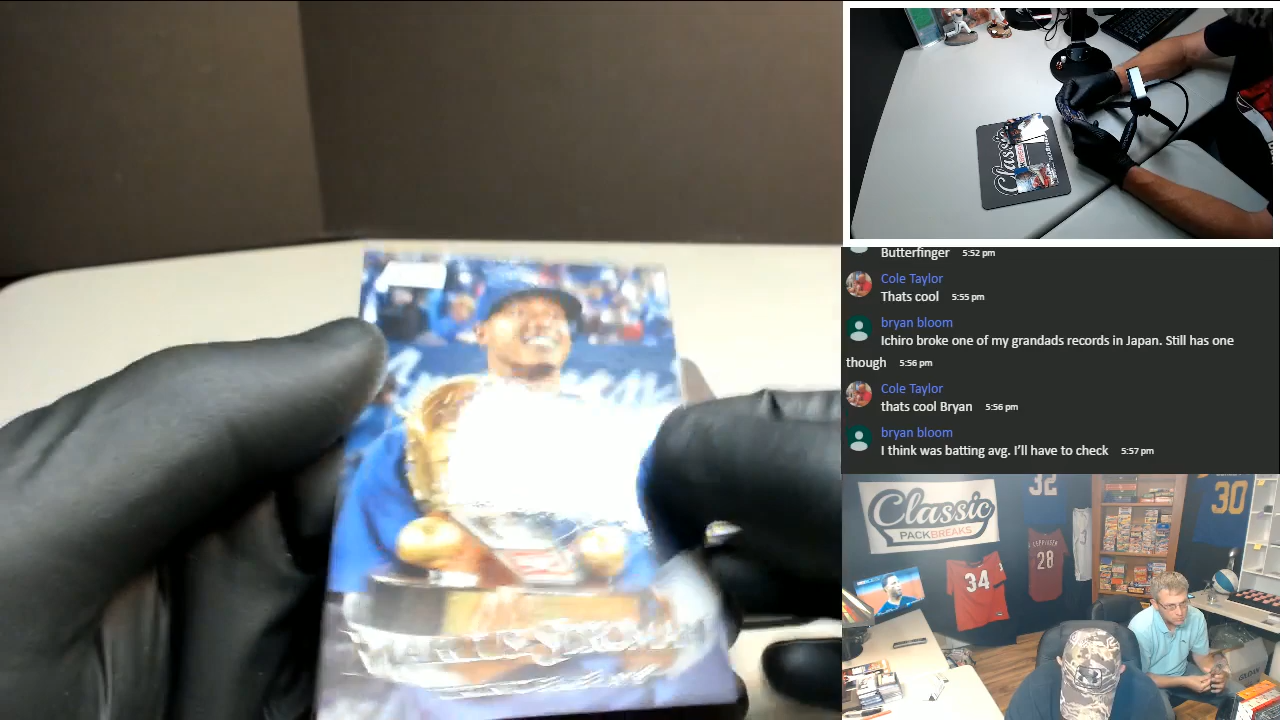 Butterfinger 5:52 pm
Cole Taylor
Thats cool 5:55 pm
bryan bloom
Ichiro broke one of my grandads records in Japan. Still has one
though 5:56 pm
Cole Taylor
thats cool Bryan 5:56 pm
bryan bloom
I think was batting avg. I'll have to check 5:57 pm
Classic
Classic
PACKBREAKS
32
30
28
34